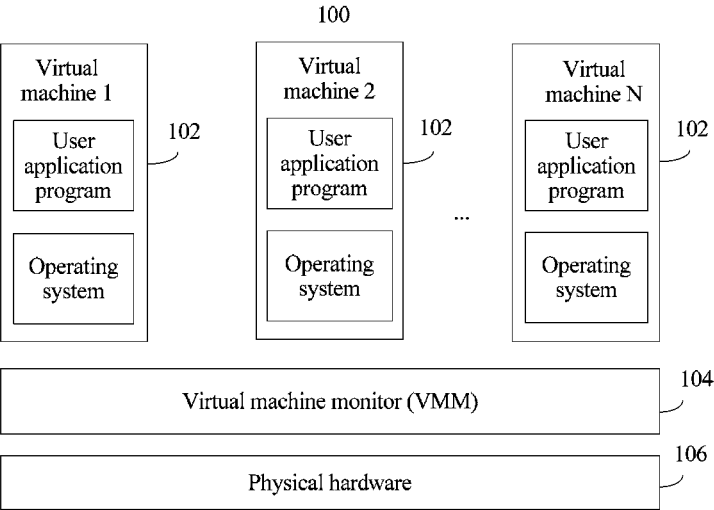 100
Virtual
machine 1
User
application
program
Operating
system
102
Virtual
machine 2
User
application
program
Operating
system
102
...
Virtual
machine N
User
application
program
Operating
system
102
Virtual machine monitor (VMM)
104
Physical hardware
106